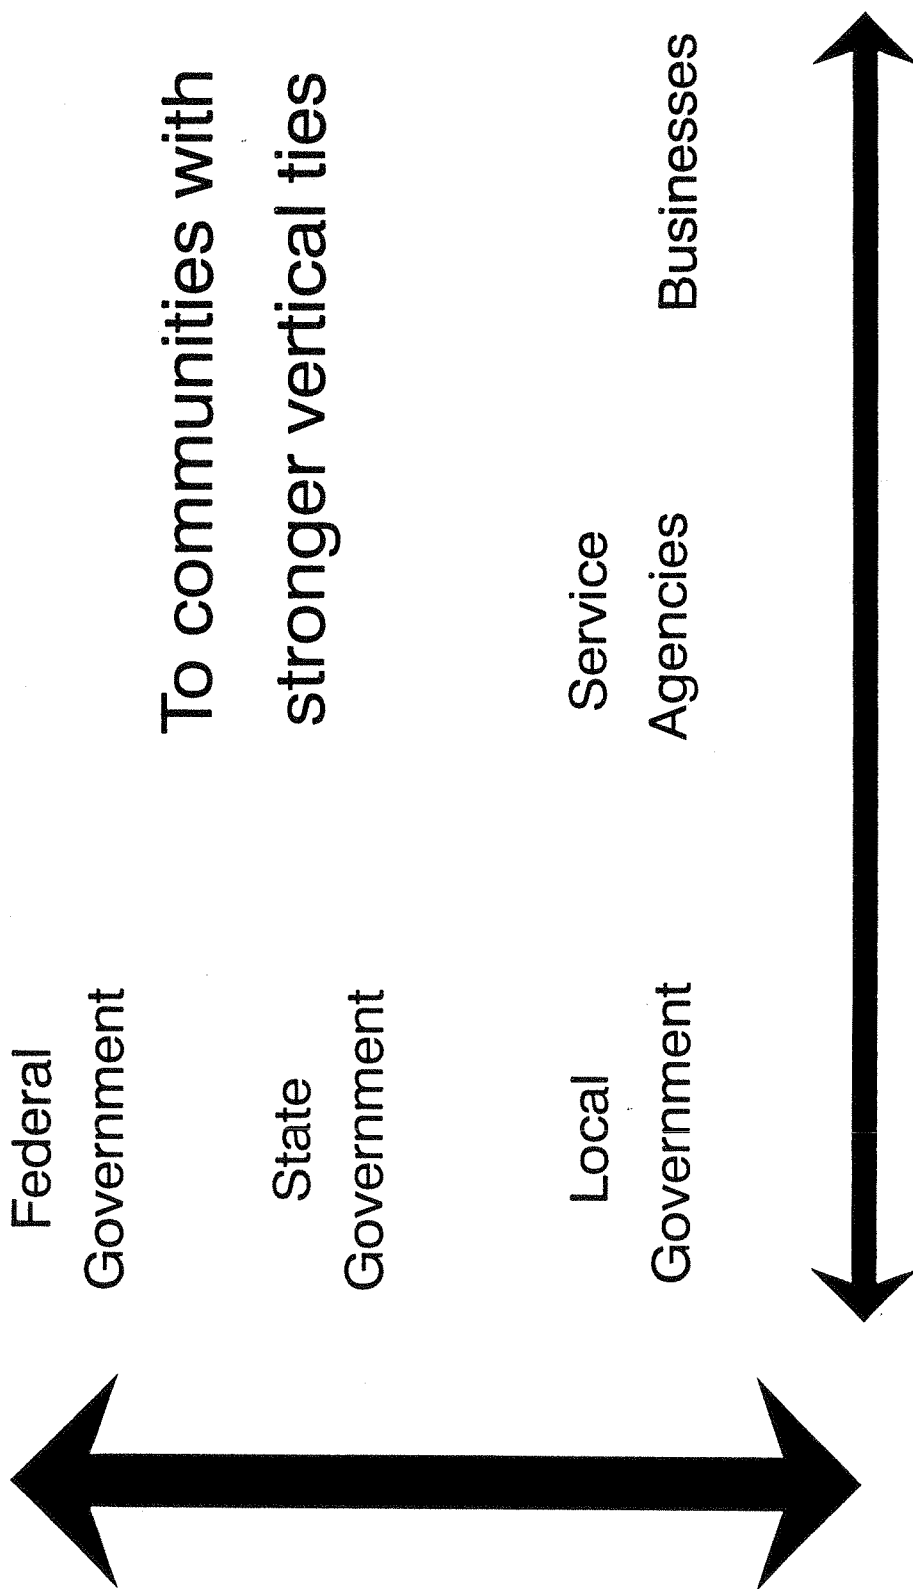 Federal
Government
To communities with
stronger vertical ties
State
Government
Local
Government
Service
Agencies
Businesses